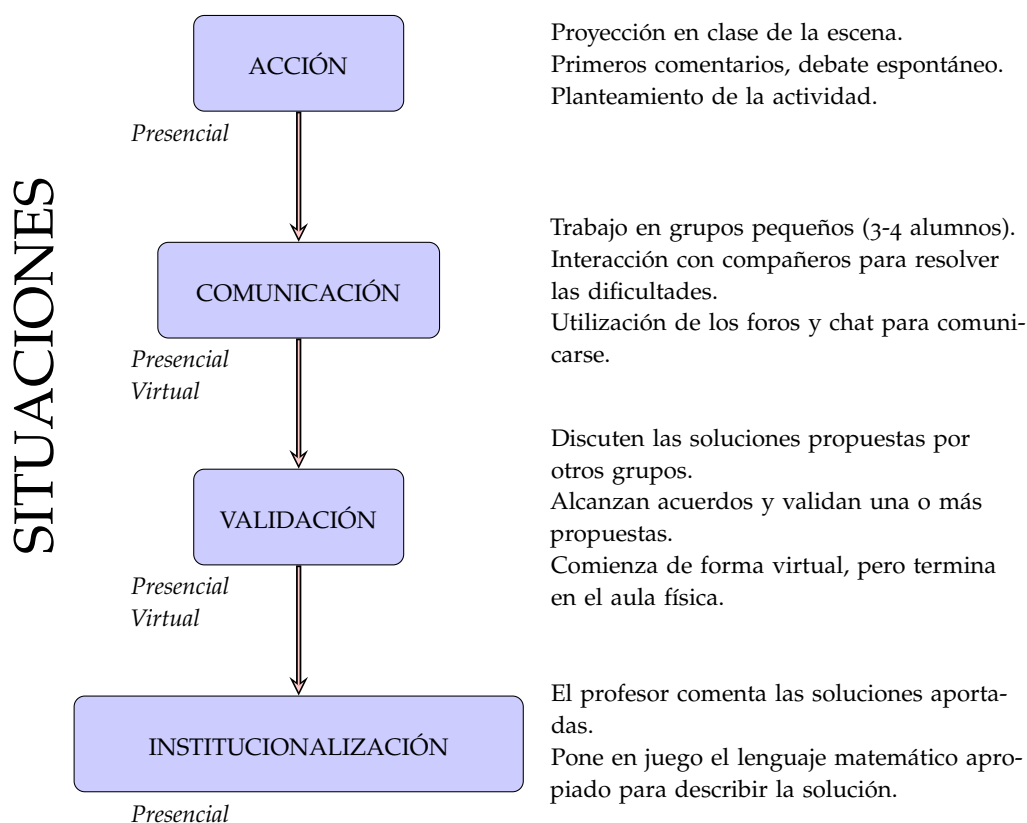 SITUACIONES
ACCIÓN
Presencial
Proyección en clase de la escena.
Primeros comentarios, debate espontáneo.
Planteamiento de la actividad.
COMUNICACIÓN
Presencial
Virtual
Trabajo en grupos pequeños (3-4 alumnos).
Interacción con compañeros para resolver
las dificultades.
Utilización de los foros y chat para comuni-
carse.
VALIDACIÓN
Presencial
Virtual
Discuten las soluciones propuestas por
otros grupos.
Alcanzan acuerdos y validan una o más
propuestas.
Comienza de forma virtual, pero termina
en el aula física.
INSTITUCIONALIZACIÓN
Presencial
El profesor comenta las soluciones aporta-
das.
Pone en juego el lenguaje matemático apro-
piado para describir la solución.